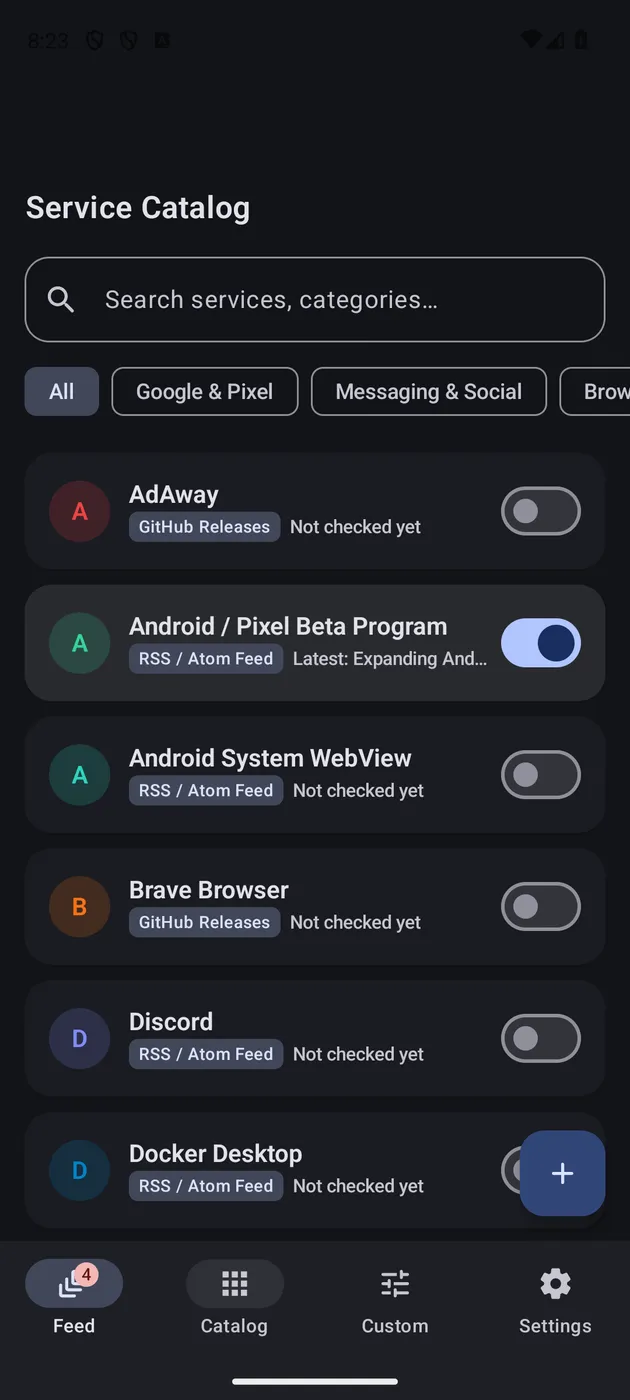 8:23
Service Catalog
Search services, categories…
All
Google & Pixel
Messaging & Social
Brow
A
AdAway
GitHub Releases
Not checked yet
A
Android / Pixel Beta Program
RSS / Atom Feed
Latest: Expanding And…
A
Android System WebView
RSS / Atom Feed
Not checked yet
B
Brave Browser
GitHub Releases
Not checked yet
D
Discord
RSS / Atom Feed
Not checked yet
D
Docker Desktop
RSS / Atom Feed
Not checked yet
4
Feed
Catalog
Custom
Settings